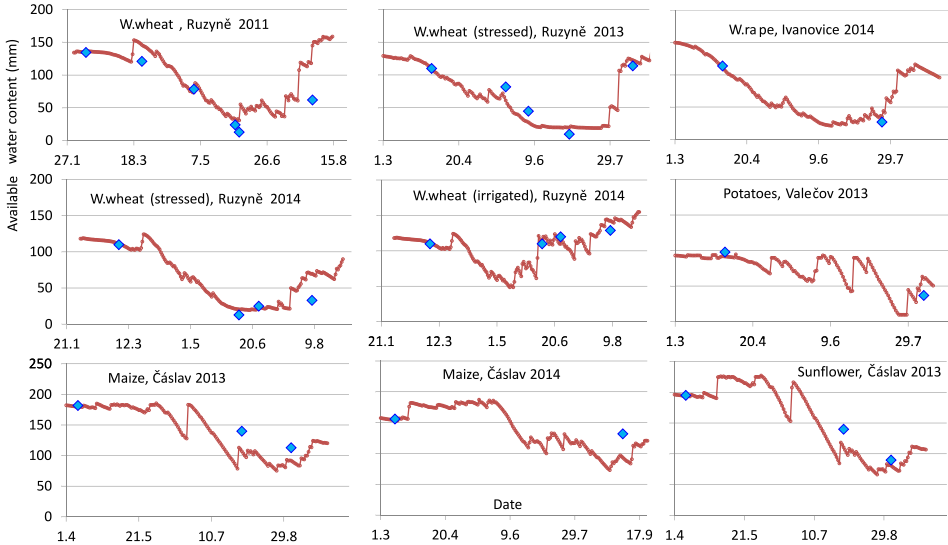 200
W.wheat , Ruzyně 2011
W.wheat (stressed), Ruzyně 2013
W.rape, Ivanovice 2014
150
100
50
0
27.1 18.3 7.5 26.6 15.8
1.3 20.4 9.6 29.7
1.3 20.4 9.6 29.7
Available water content (mm)
200
W.wheat (stressed), Ruzyně 2014
W.wheat (irrigated), Ruzyně 2014
Potatoes, Valečov 2013
150
100
50
0
21.1 12.3 1.5 20.6 9.8
21.1 12.3 1.5 20.6 9.8
1.3 20.4 9.6 29.7
250
Maize, Čáslav 2013
Maize, Čáslav 2014
Sunflower, Čáslav 2013
200
150
100
50
0
Date
1.4 21.5 10.7 29.8
1.3 20.4 9.6 29.7 17.9
1.4 21.5 10.7 29.8